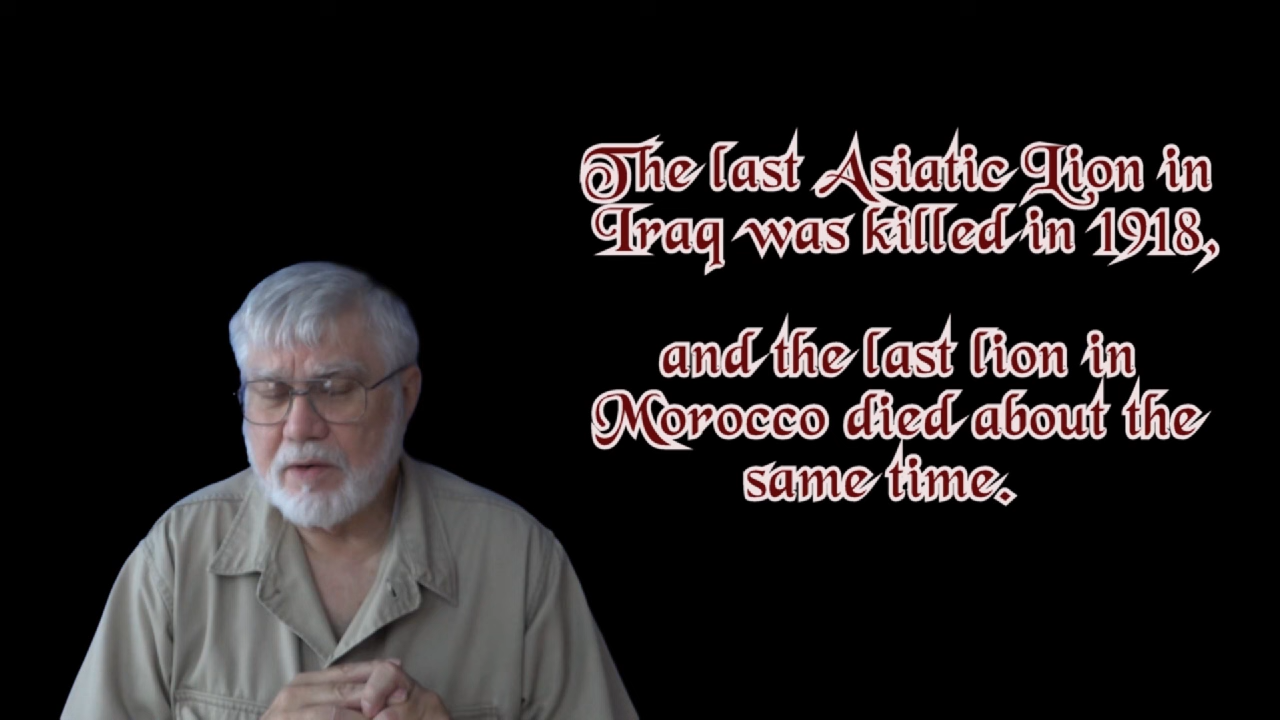 The last Asiatic Lion in
Iraq was killed in 1918,
and the last lion in
Morocco died about the
same time.